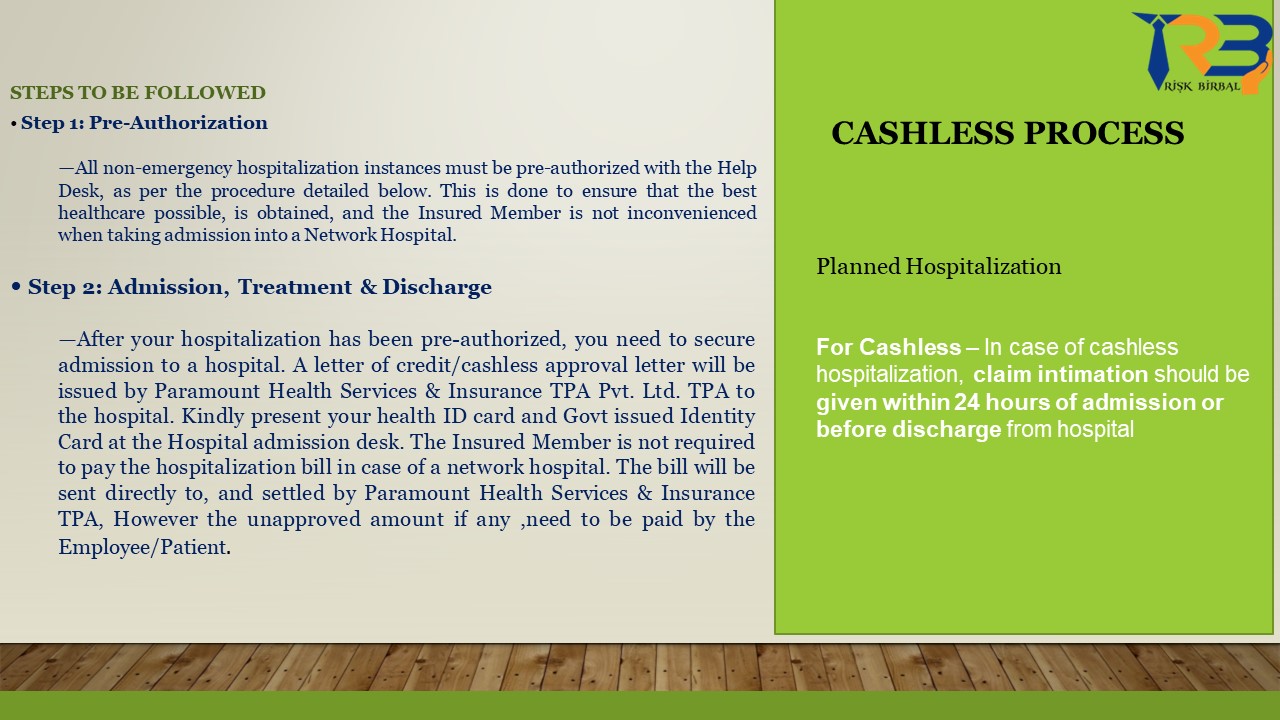 STEPS TO BE FOLLOWED
• Step 1: Pre-Authorization
—All non-emergency hospitalization instances must be pre-authorized with the Help
Desk, as per the procedure detailed below. This is done to ensure that the best
healthcare possible, is obtained, and the Insured Member is not inconvenienced
when taking admission into a Network Hospital.
• Step 2: Admission, Treatment & Discharge
—After your hospitalization has been pre-authorized, you need to secure
admission to a hospital. A letter of credit/cashless approval letter will be
issued by Paramount Health Services & Insurance TPA Pvt. Ltd. TPA to
the hospital. Kindly present your health ID card and Govt issued Identity
Card at the Hospital admission desk. The Insured Member is not required
to pay the hospitalization bill in case of a network hospital. The bill will be
sent directly to, and settled by Paramount Health Services & Insurance
TPA, However the unapproved amount if any ,need to be paid by the
Employee/Patient.
RB
RİŞK BİRBAL
CASHLESS PROCESS
Planned Hospitalization
For Cashless – In case of cashless
hospitalization, claim intimation should be
given within 24 hours of admission or
before discharge from hospital